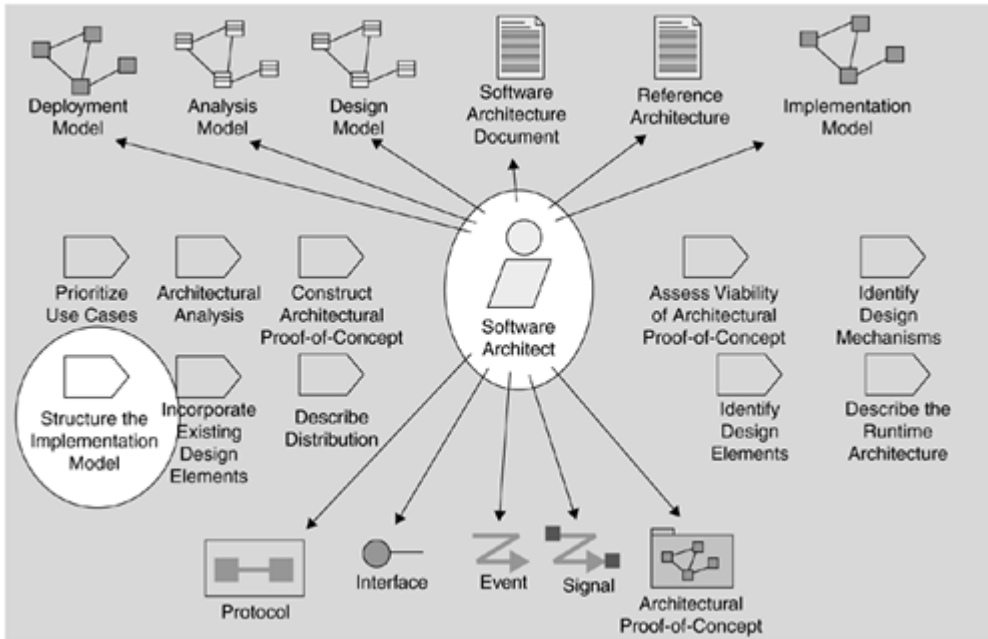 Deployment
Model
Analysis
Model
Design
Model
Software
Architecture
Document
Reference
Architecture
Implementation
Model
Prioritize
Use Cases
Architectural
Analysis
Construct
Architectural
Proof-of-Concept
Software
Architect
Assess Viability
of Architectural
Proof-of-Concept
Identify
Design
Mechanisms
Structure the
Implementation
Model
Incorporate
Existing
Design
Elements
Describe
Distribution
Identify
Design
Elements
Describe the
Runtime
Architecture
Protocol
Interface
Event
Signal
Architectural
Proof-of-Concept